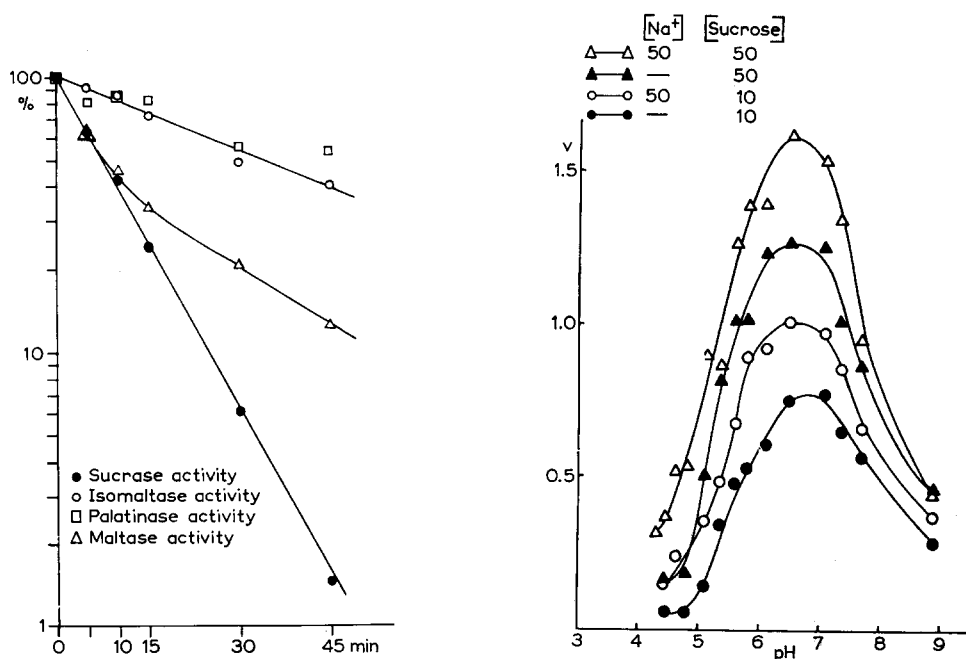 100
%
10
1
● Sucrase activity
○ Isomaltase activity
□ Palatinase activity
△ Maltase activity
0 10 15 30 45 min
[Na⁺] [Sucrose]
△—△ 50 50
▲—▲ — 50
○—○ 50 10
●—● — 10
v
1.5
1.0
0.5
3 4 5 6 7 8 9
pH